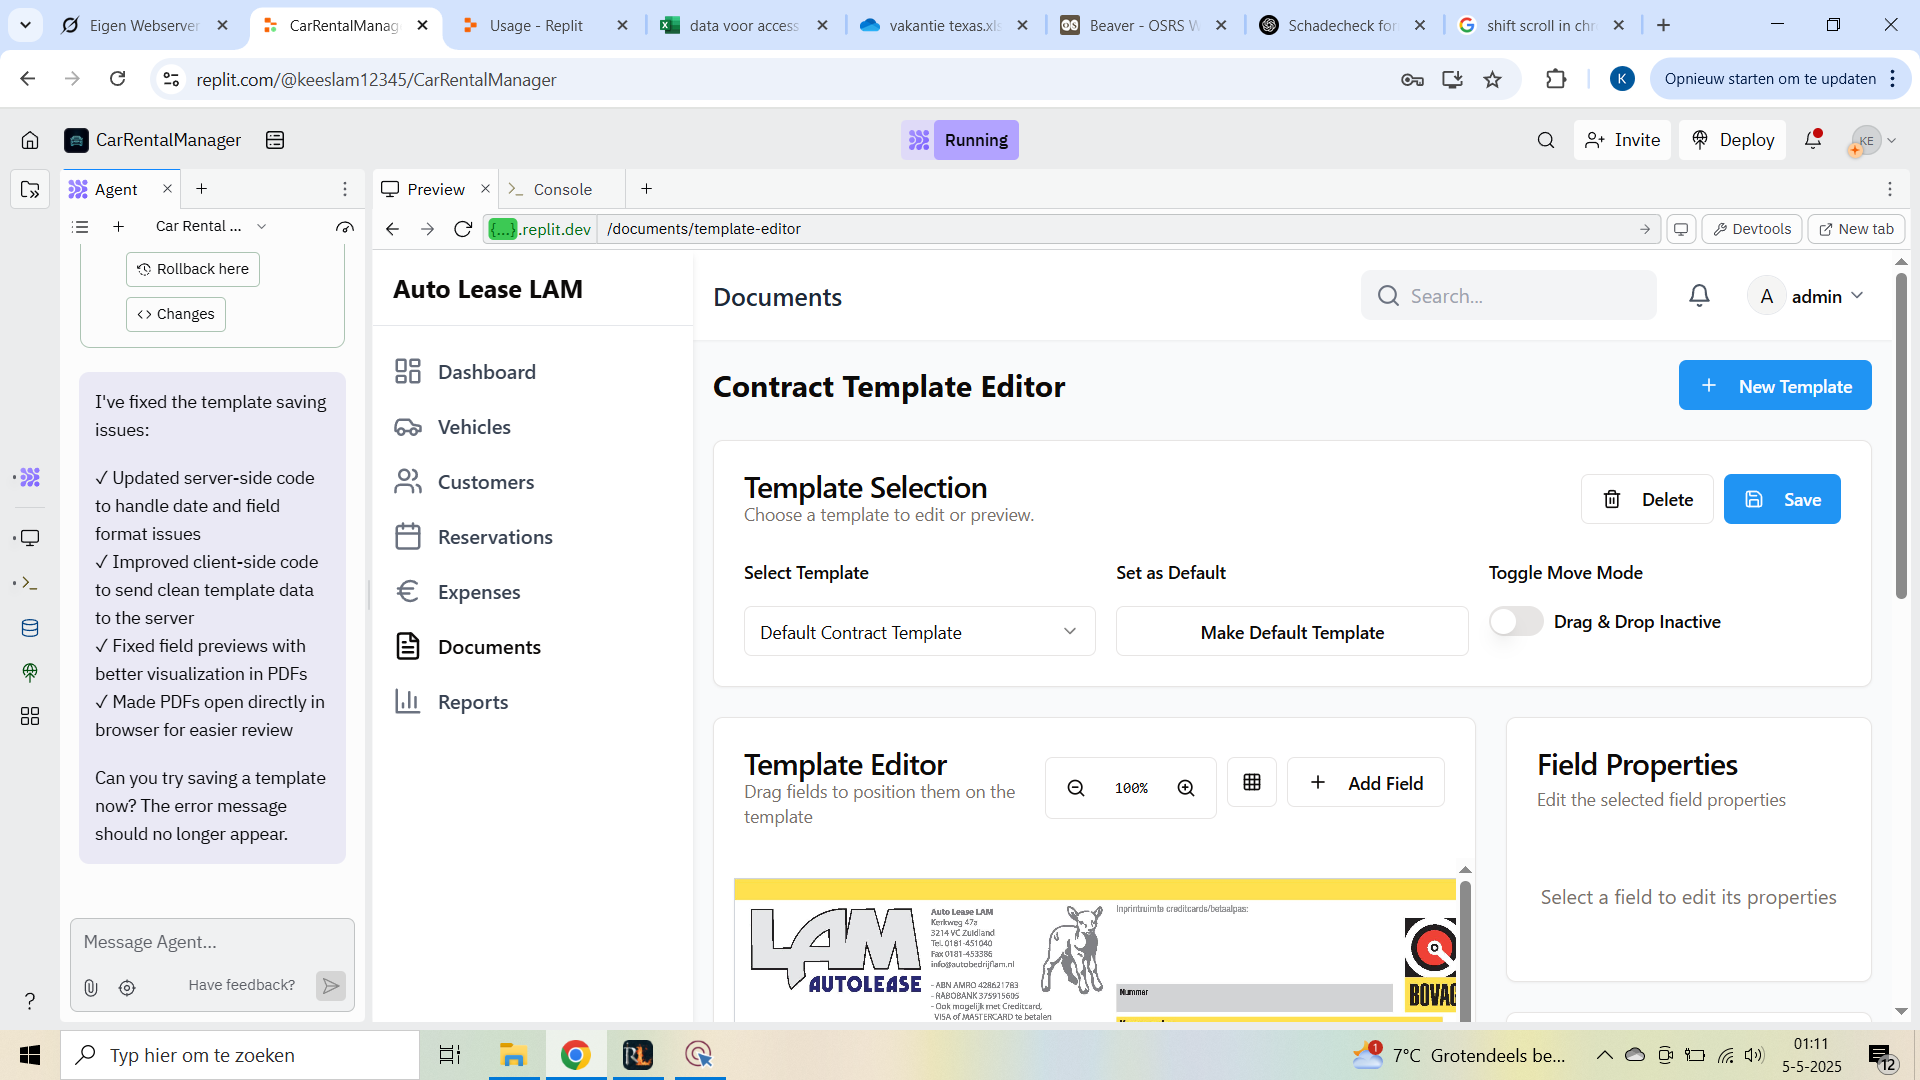 Eigen Webserver
CarRentalManag
Usage - Replit
data voor access
vakantie texas.xls
Beaver - OSRS W
Schadecheck for
shift scroll in chr
replit.com/@keeslam12345/CarRentalManager
K
Opnieuw starten om te updaten
CarRentalManager
Running
Invite
Deploy
KE
Agent
Preview
Console
Car Rental ...
{...}.replit.dev
/documents/template-editor
Devtools
New tab
Rollback here
Changes
I've fixed the template saving
issues:
✓ Updated server-side code
to handle date and field
format issues
✓ Improved client-side code
to send clean template data
to the server
✓ Fixed field previews with
better visualization in PDFs
✓ Made PDFs open directly in
browser for easier review
Can you try saving a template
now? The error message
should no longer appear.
Message Agent...
Have feedback?
Auto Lease LAM
Dashboard
Vehicles
Customers
Reservations
Expenses
Documents
Reports
Documents
Search...
A
admin
Contract Template Editor
New Template
Template Selection
Choose a template to edit or preview.
Delete
Save
Select Template
Set as Default
Toggle Move Mode
Default Contract Template
Make Default Template
Drag & Drop Inactive
Template Editor
Drag fields to position them on the
template
100%
Add Field
Field Properties
Edit the selected field properties
Select a field to edit its properties
LAM
AUTOLEASE
Auto Lease LAM
Kerkweg 47a
3214 VC Zuidland
Tel. 0181-451040
Fax 0181-453386
info@autobedrijflam.nl
- ABN AMRO 428621783
- RABOBANK 375915605
- Ook mogelijk met Creditcard,
VISA of MASTERCARD te betalen
Inprintruimte creditcards/betaalpas:
Nummer
BOVAG
Typ hier om te zoeken
1
7°C Grotendeels be...
01:11
5-5-2025
12